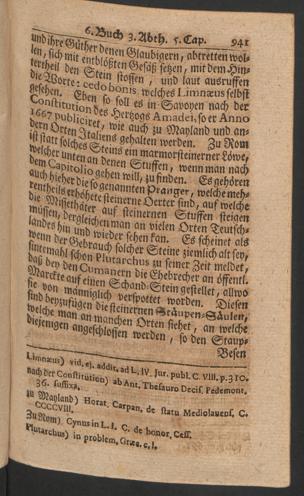 6. Buch 3. Abth. 5. Cap. 941
und ihre Güther denen Glaubigern, abtretten wol-
len, sich mit entblößten Gesäß setzen, mit dem Hin-
tertheil den Stein stossen, und laut ausruffen
die Worte: cedo bonis, welches Limnæus selbst
gesehen. Eben so soll es in Savoyen nach der
Constitution des Hertzogs Amadei, so er Anno
1667 publiciret, wie auch zu Mayland und an-
dern Orten Italiens gehalten werden. Zu Rom
ist statt solches Steins ein marmorsteinerner Löwe,
welcher unten an denen Stuffen, wenn man nach
dem Capitolio gehen will, zu finden. Es gehören
auch hieher die so genannten Pranger, welche meh-
rentheils erhöhete steinerne Oerter sind, auf welche
die Missethäter auf steinernen Stuffen steigen
müssen, dergleichen man an vielen Orten Teutsch-
landes hin und wieder sehen kan. Es scheinet als
wenn der Gebrauch solcher Steine ziemlich alt sey,
sintemahl schon Plutarchus zu seiner Zeit meldet,
daß bey den Cumanern die Ehebrecher an öffentl.
Marckte auf einen Schand-Stein gestellet, allwo
sie von männiglich verspottet worden. Diesen
sind beyzufügen die steinernen Stäupen-Säulen,
welche man an manchen Orten siehet, an welche
diejenigen angeschlossen werden, so den Staup-
Besen
Limnæus) vid. ej. addit. ad L. IV. Jur. publ. C. VIII. p. 310.
nach der Constitution) ab Ant. Thesauro Decis. Pedemont.
36. suffixa.
zu Mayland) Horat. Carpan. de statu Mediolanens. C.
CCCCVIII.
Zu Rom) Gynus in L. I. C. de bonor. Cess.
Plutarchus) in problem. Græc. c. I.